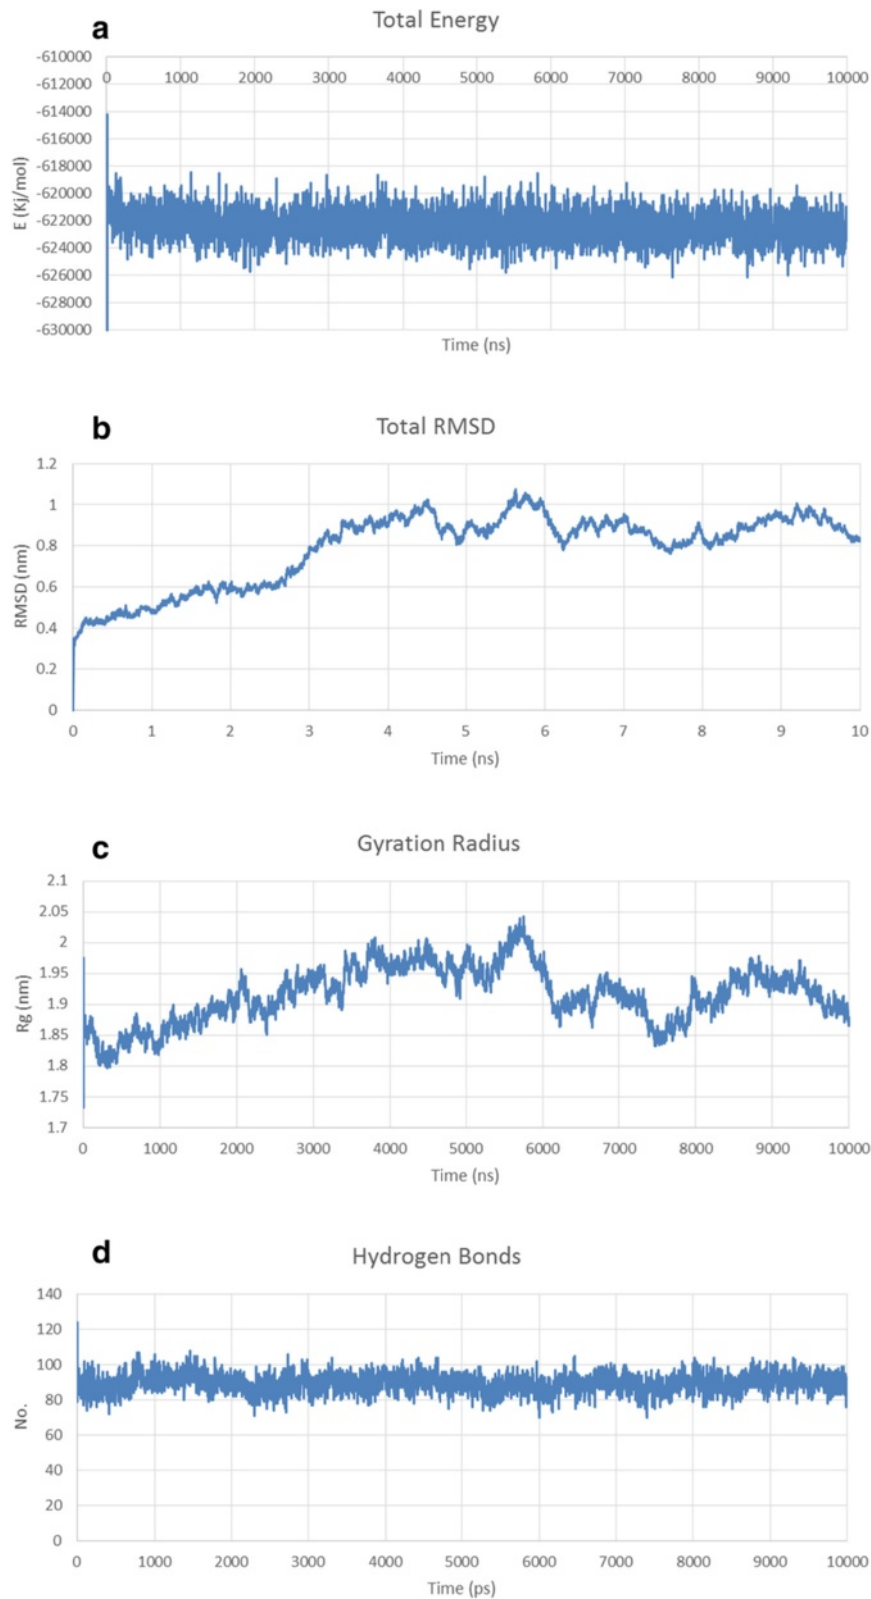 a
Total Energy
-610000
0 1000 2000 3000 4000 5000 6000 7000 8000 9000 10000
-612000
-614000
-616000
-618000
-620000
-622000
-624000
-626000
-628000
-630000
E (Kj/mol)
Time (ns)
b
Total RMSD
1.2
1
0.8
0.6
0.4
0.2
0
RMSD (nm)
0 1 2 3 4 5 6 7 8 9 10
Time (ns)
c
Gyration Radius
2.1
2.05
2
1.95
1.9
1.85
1.8
1.75
1.7
Rg (nm)
0 1000 2000 3000 4000 5000 6000 7000 8000 9000 10000
Time (ns)
d
Hydrogen Bonds
140
120
100
80
60
40
20
0
No.
0 1000 2000 3000 4000 5000 6000 7000 8000 9000 10000
Time (ps)